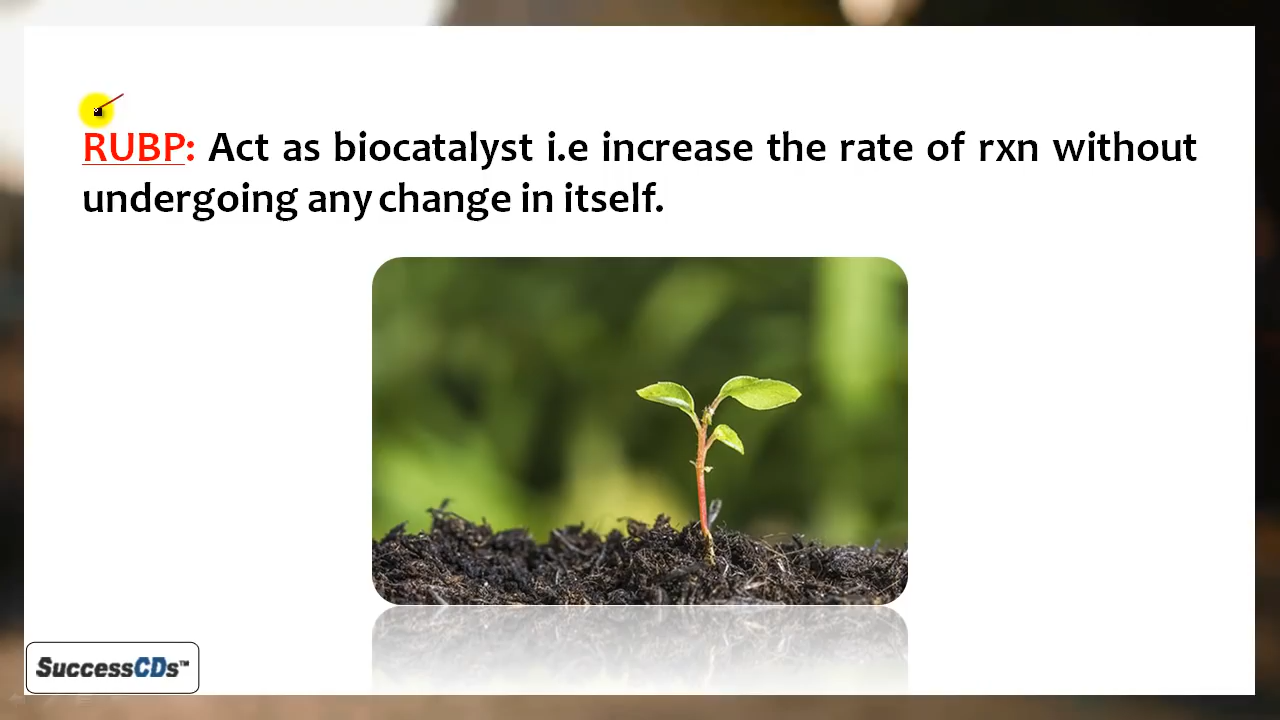 RUBP: Act as biocatalyst i.e increase the rate of rxn without
undergoing any change in itself.
SuccessCDs™